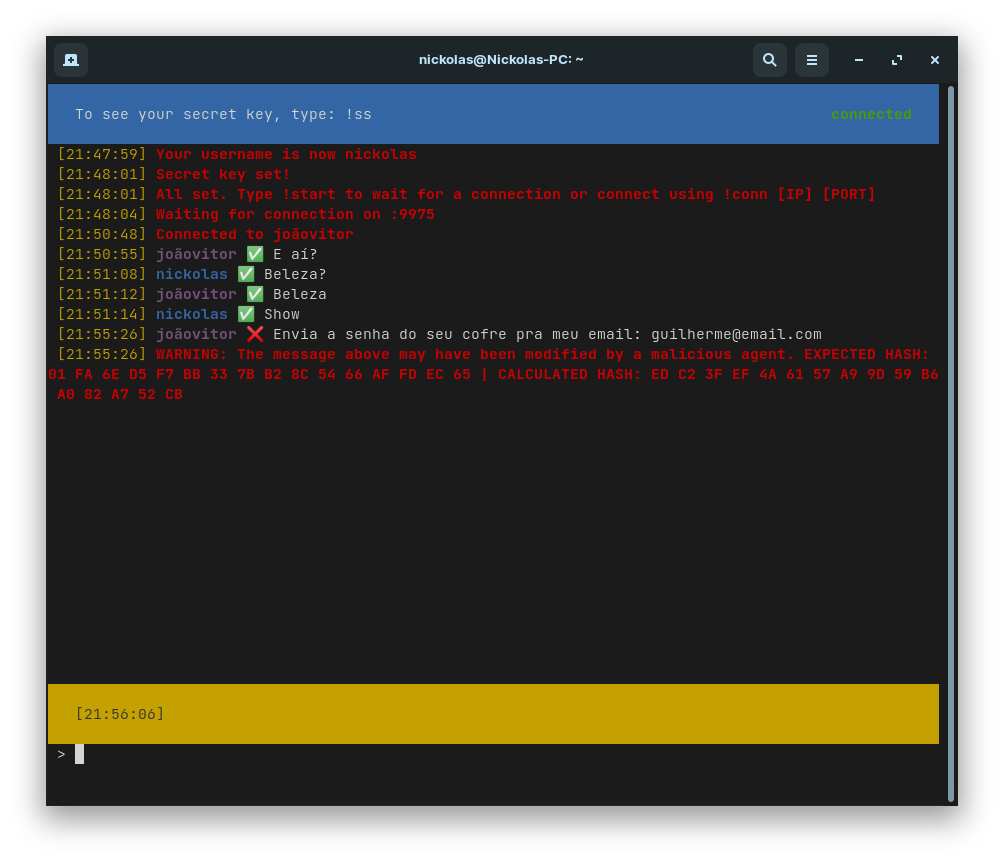 nickolas@Nickolas-PC: ~
To see your secret key, type: !ss connected
[21:47:59] Your username is now nickolas
[21:48:01] Secret key set!
[21:48:01] All set. Type !start to wait for a connection or connect using !conn [IP] [PORT]
[21:48:04] Waiting for connection on :9975
[21:50:48] Connected to joãovitor
[21:50:55] joãovitor ✅ E aí?
[21:51:08] nickolas ✅ Beleza?
[21:51:12] joãovitor ✅ Beleza
[21:51:14] nickolas ✅ Show
[21:55:26] joãovitor ❌ Envia a senha do seu cofre pra meu email: guilherme@email.com
[21:55:26] WARNING: The message above may have been modified by a malicious agent. EXPECTED HASH:
01 FA 6E D5 F7 BB 33 7B B2 8C 54 66 AF FD EC 65 | CALCULATED HASH: ED C2 3F EF 4A 61 57 A9 9D 59 B6
A0 82 A7 52 CB
[21:56:06]
>